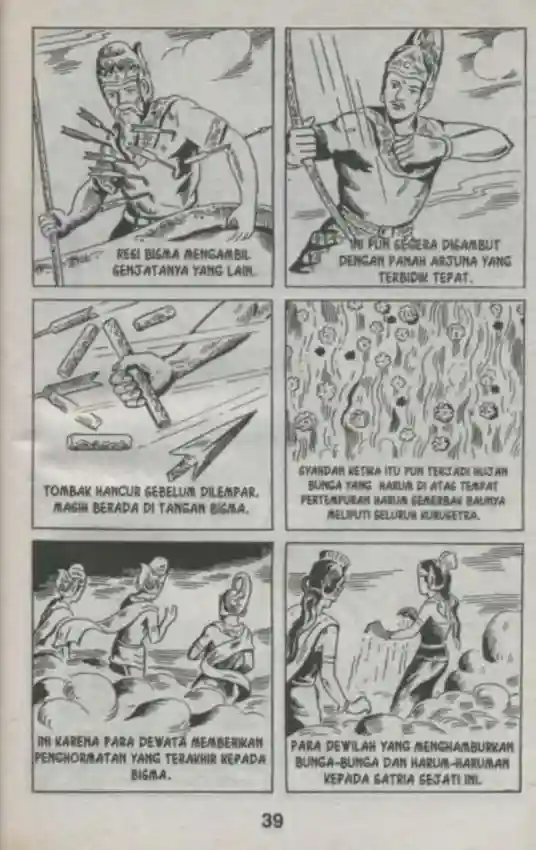 RESI BISMA MENGAMBIL
SENJATANYA YANG LAIN.
INI PUN SEGERA DISAMBUT
DENGAN PANAH ARJUNA YANG
TERBIDIK TEPAT.
TOMBAK HANCUR SEBELUM DILEMPAR,
MASIH BERADA DI TANGAN BISMA.
SYAHDAN KETIKA ITU PUN TERJADI HUJAN
BUNGA YANG HARUM DI ATAS TEMPAT
PERTEMPURAN HARUM SEMERBAK BAUNYA
MELIPUTI SELURUH KURUSETRA.
INI KARENA PARA DEWATA MEMBERIKAN
PENGHORMATAN YANG TERAKHIR KEPADA
BISMA.
PARA DEWILAH YANG MENGHAMBURKAN
BUNGA-BUNGA DAN HARUM-HARUMAN
KEPADA SATRIA SEJATI INI.
39